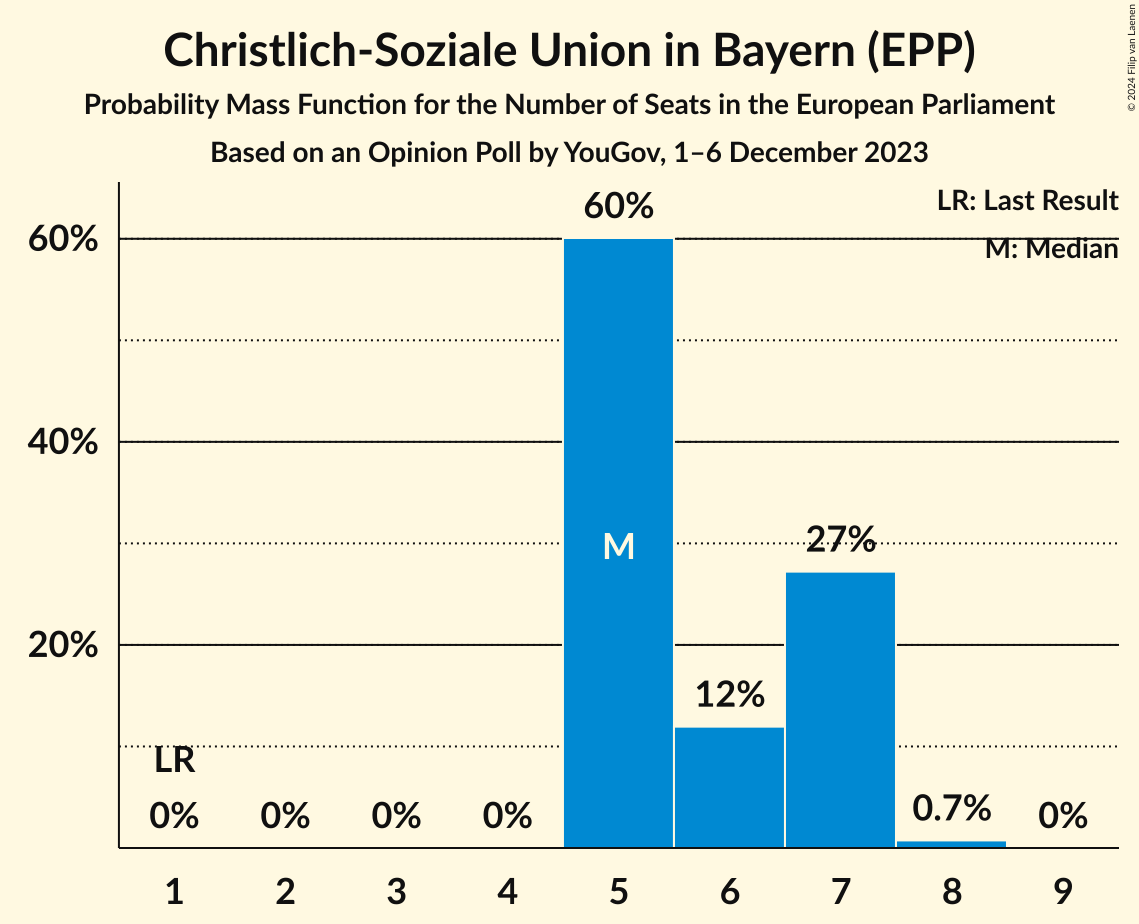 Christlich-Soziale Union in Bayern (EPP)
Probability Mass Function for the Number of Seats in the European Parliament
Based on an Opinion Poll by YouGov, 1–6 December 2023
© 2024 Filip van Laenen
LR: Last Result
M: Median
60%
40%
20%
60%
M
27%
12%
LR
0%
0%
0%
0%
0.7%
0%
1 2 3 4 5 6 7 8 9